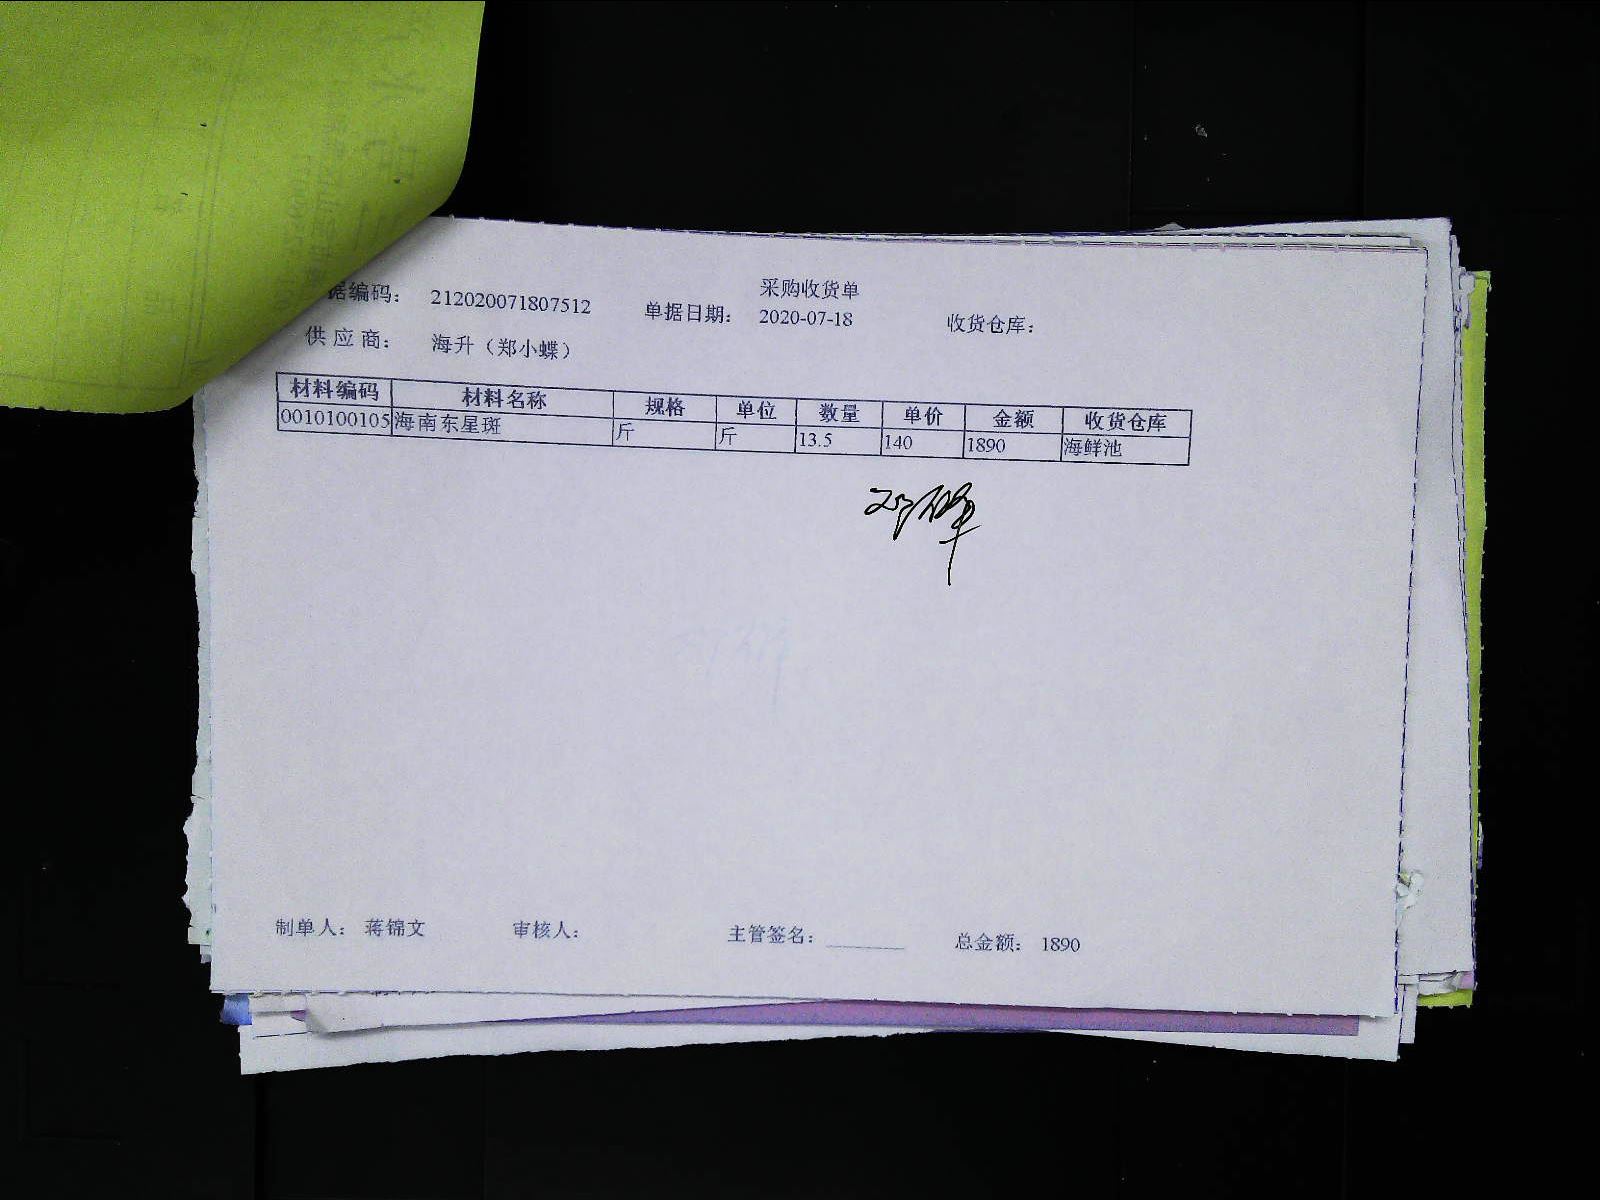 采购收货单
据编码： 212020071807512 单据日期： 2020-07-18 收货仓库：
供应商： 海升（郑小蝶）
材料编码 材料名称 规格 单位 数量 单价 金额 收货仓库
0010100105 海南东星斑 斤 斤 13.5 140 1890 海鲜池
制单人： 蒋锦文 审核人： 主管签名： 总金额： 1890